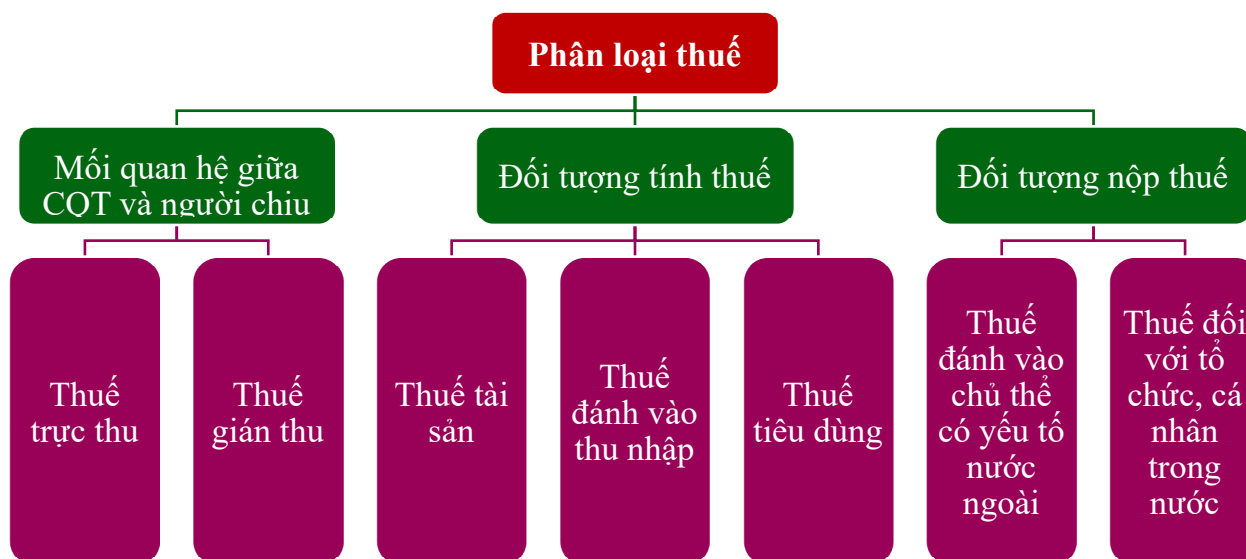 Phân loại thuế
Mối quan hệ giữa
CQT và người chịu
Đối tượng tính thuế
Đối tượng nộp thuế
Thuế
trực thu
Thuế
gián thu
Thuế tài
sản
Thuế
đánh vào
thu nhập
Thuế
tiêu dùng
Thuế
đánh vào
chủ thể
có yếu tố
nước
ngoài
Thuế đối
với tổ
chức, cá
nhân
trong
nước